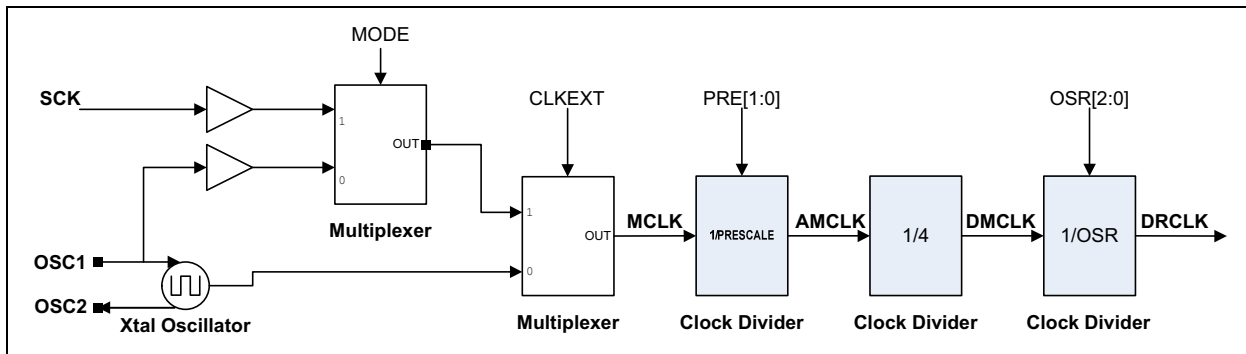 MODE
SCK
CLKEXT
PRE[1:0]
OSR[2:0]
1
OUT
0
Multiplexer
1
OUT
0
MCLK
1/PRESCALE
AMCLK
1/4
DMCLK
1/OSR
DRCLK
OSC1
OSC2
Xtal Oscillator
Multiplexer
Clock Divider
Clock Divider
Clock Divider